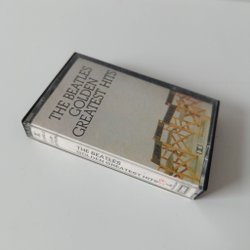 THE BEATLES
GOLDEN
GREATEST HITS
THE BEATLES
GOLDEN GREATEST HITS